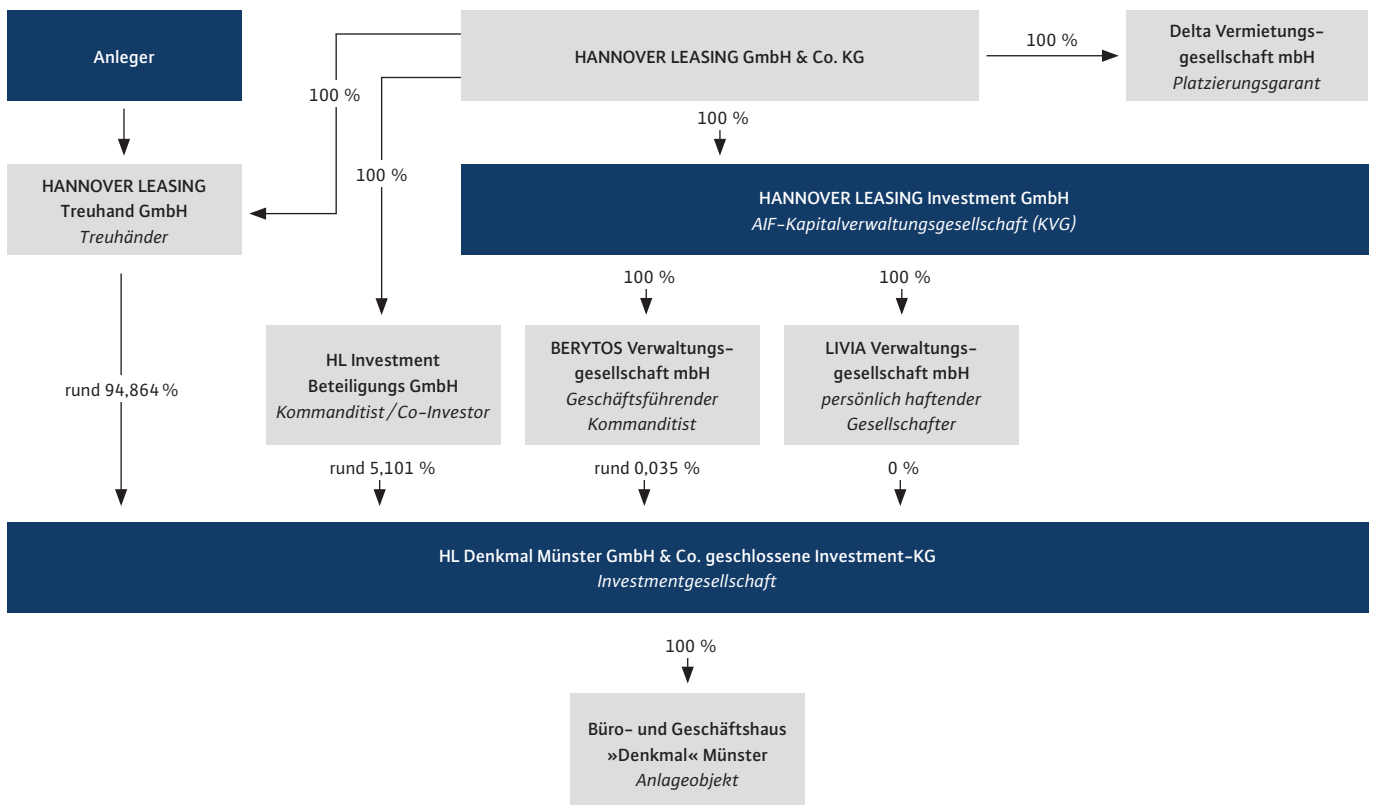 Anleger
HANNOVER LEASING GmbH & Co. KG
100 %
Delta Vermietungs-
gesellschaft mbH
Platzierungsgarant
100 %
100 %
100 %
HANNOVER LEASING
Treuhand GmbH
Treuhänder
HANNOVER LEASING Investment GmbH
AIF-Kapitalverwaltungsgesellschaft (KVG)
100 %
100 %
rund 94,864 %
HL Investment
Beteiligungs GmbH
Kommanditist / Co-Investor
BERYTOS Verwaltungs-
gesellschaft mbH
Geschäftsführender
Kommanditist
LIVIA Verwaltungs-
gesellschaft mbH
persönlich haftender
Gesellschafter
rund 5,101 %
rund 0,035 %
0 %
HL Denkmal Münster GmbH & Co. geschlossene Investment-KG
Investmentgesellschaft
100 %
Büro- und Geschäftshaus
»Denkmal« Münster
Anlageobjekt